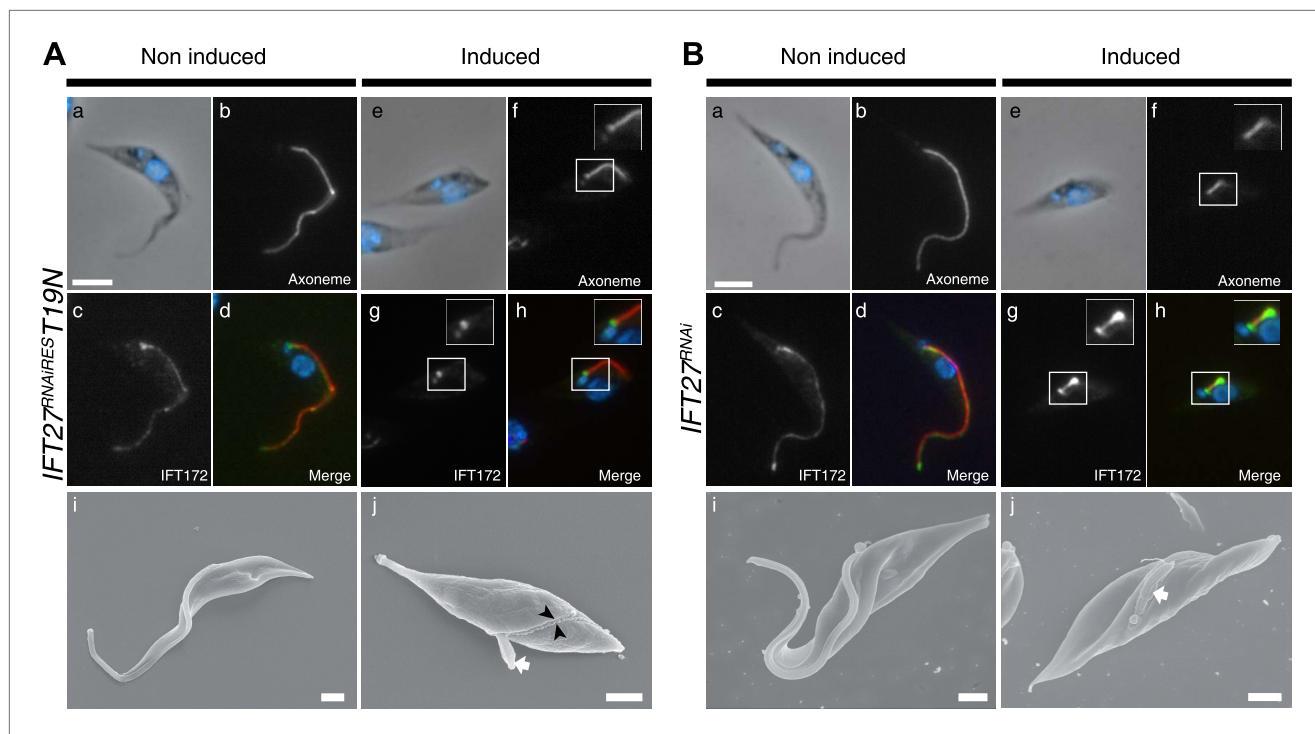 A
Non induced
Induced
IFT27RNAiREST19N
a
b
Axoneme
e
f
Axoneme
c
IFT172
d
Merge
g
IFT172
h
Merge
i
j
B
Non induced
Induced
IFT27RNAi
a
b
Axoneme
e
f
Axoneme
c
IFT172
d
Merge
g
IFT172
h
Merge
i
j